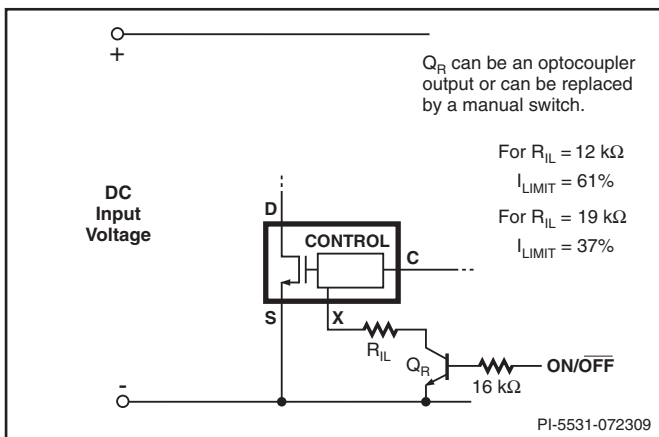 +
Q_R can be an optocoupler
output or can be replaced
by a manual switch.
For R_IL = 12 kΩ
I_LIMIT = 61%
For R_IL = 19 kΩ
I_LIMIT = 37%
DC
Input
Voltage
D
CONTROL
C
S
X
R_IL
Q_R
16 kΩ
ON/O̅F̅F̅
-
PI-5531-072309